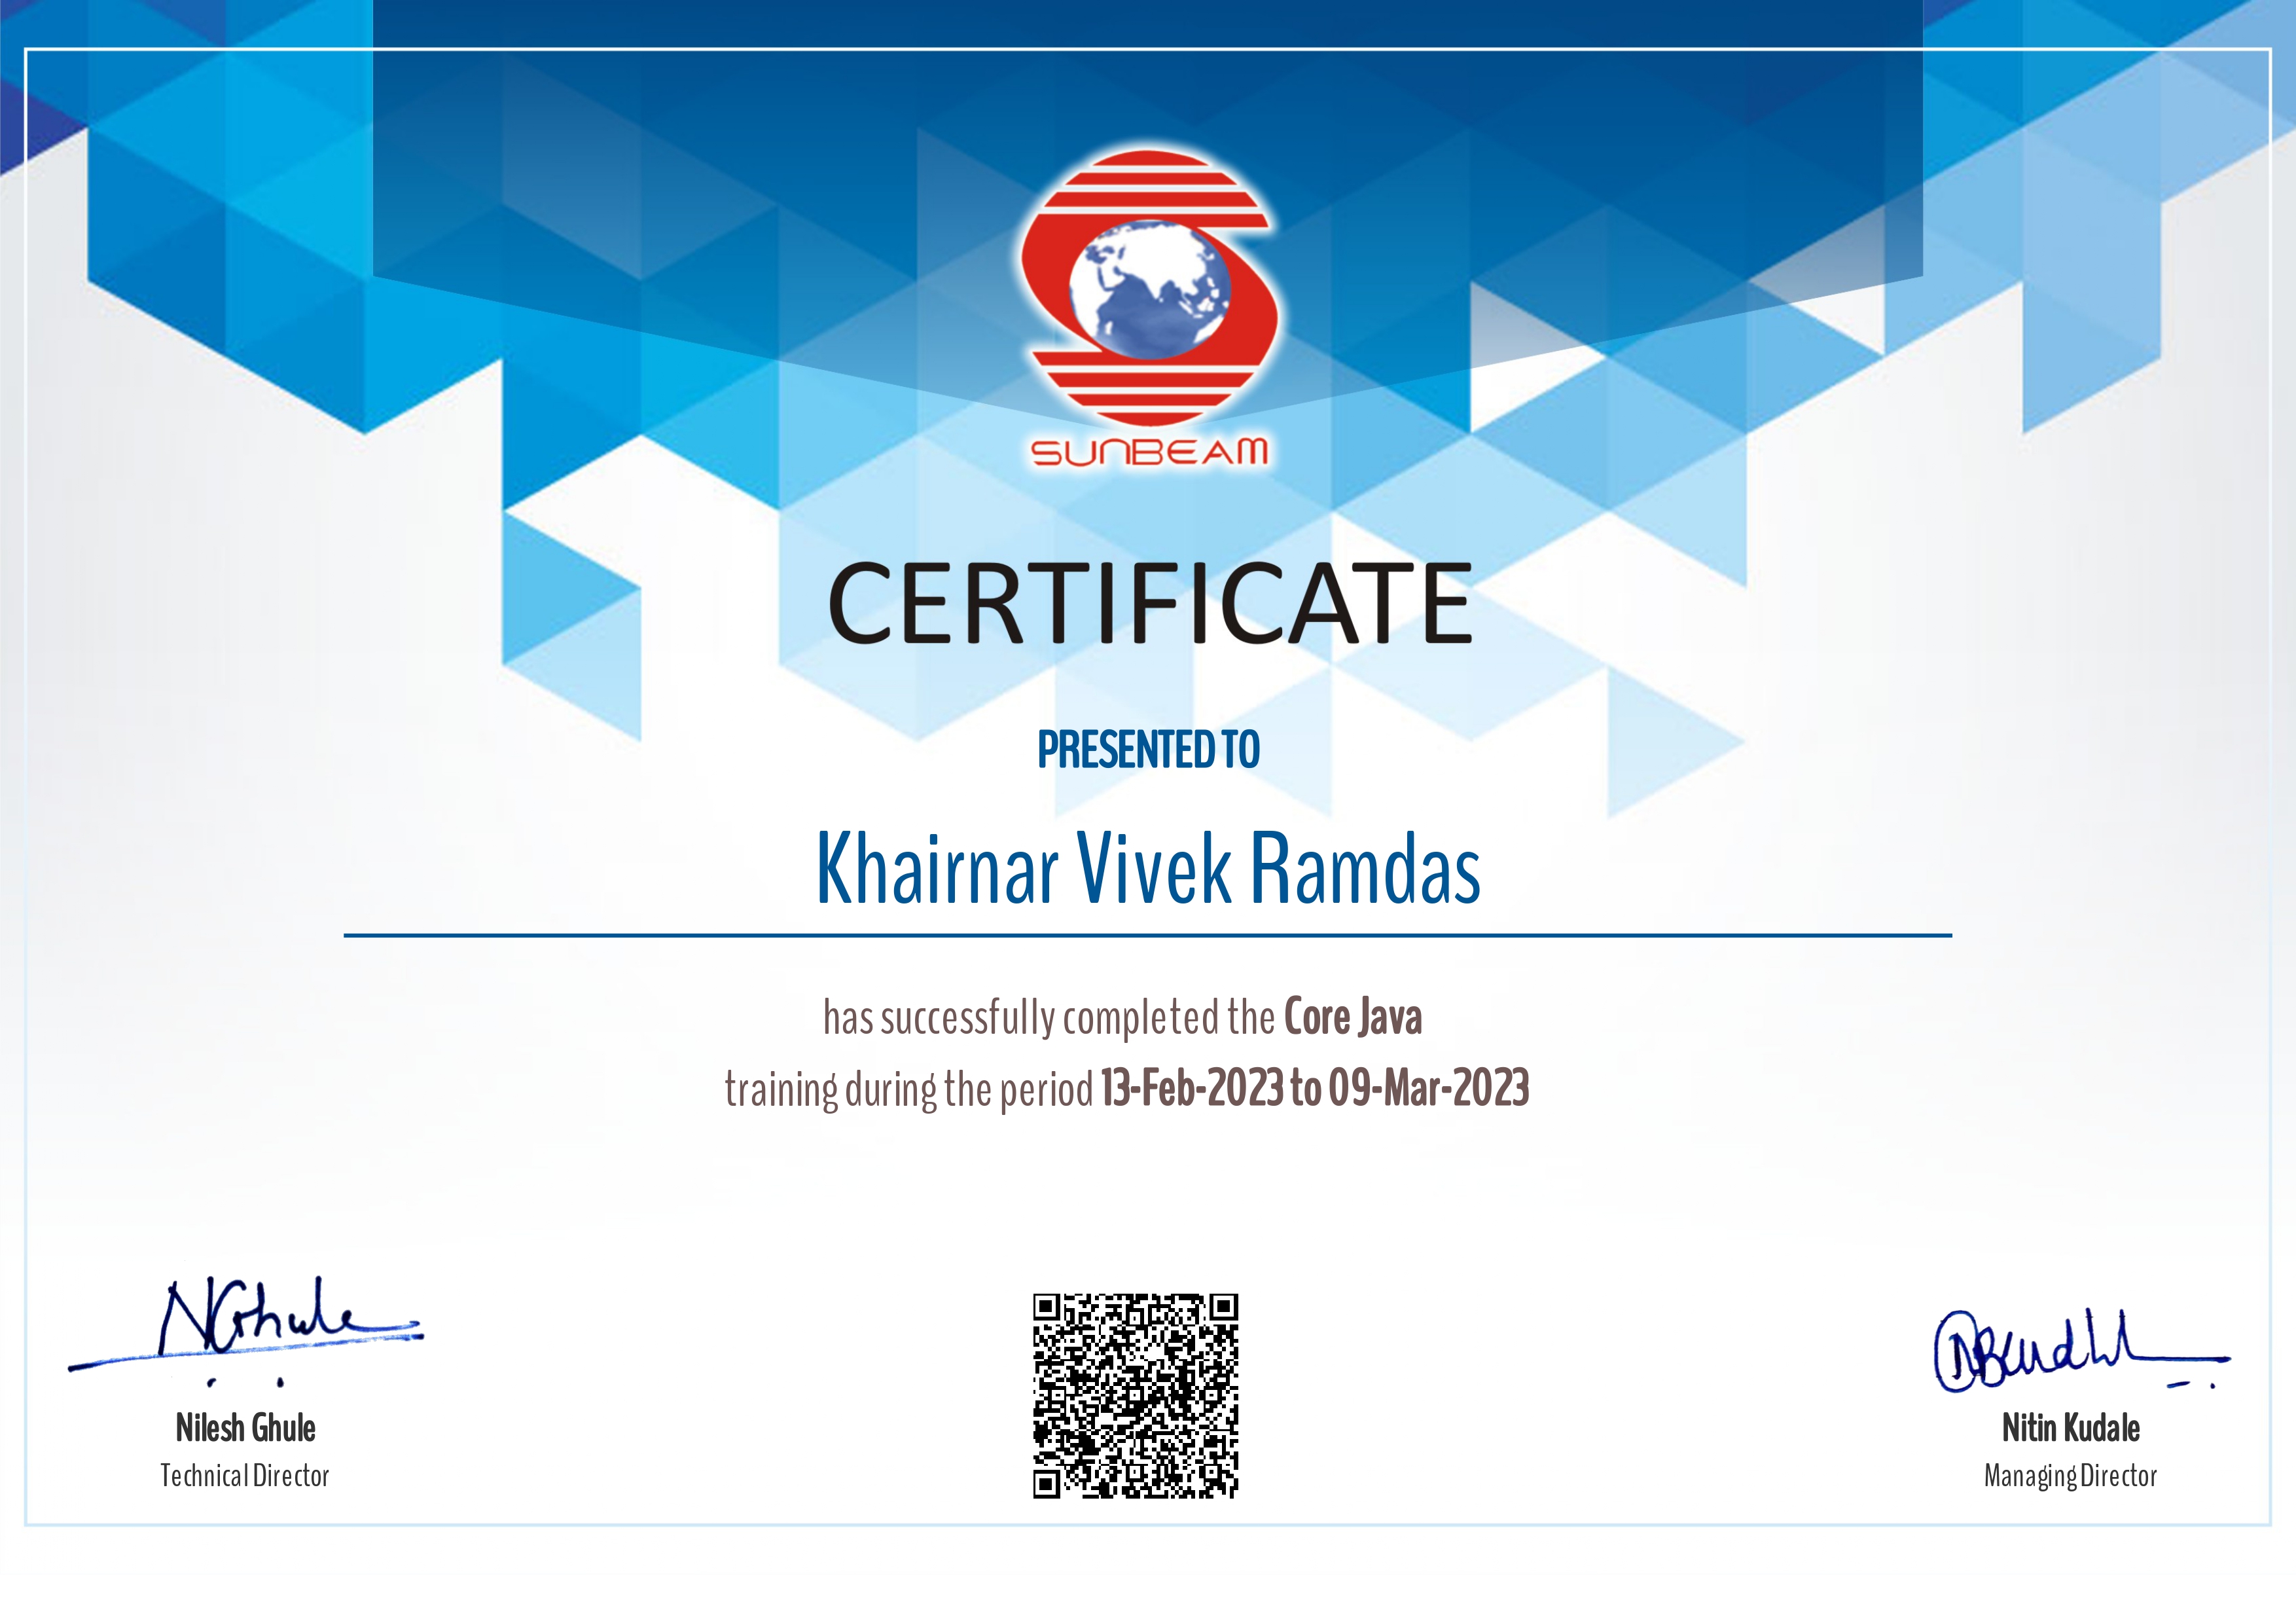 SUNBEAM
CERTIFICATE
PRESENTED TO
Khairnar Vivek Ramdas
has successfully completed the Core Java
training during the period 13-Feb-2023 to 09-Mar-2023
NGhule
Nilesh Ghule
Technical Director
Nitin Kudale
Managing Director